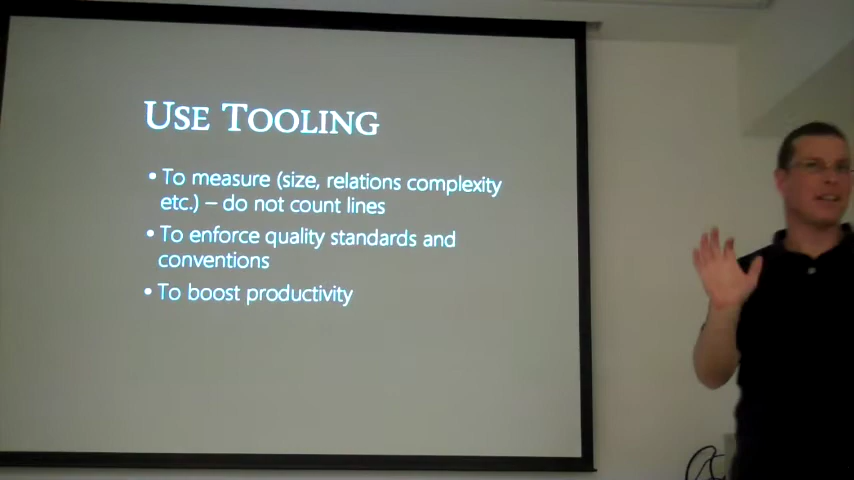 USE TOOLING
• To measure (size, relations complexity
etc.) – do not count lines
• To enforce quality standards and
conventions
• To boost productivity